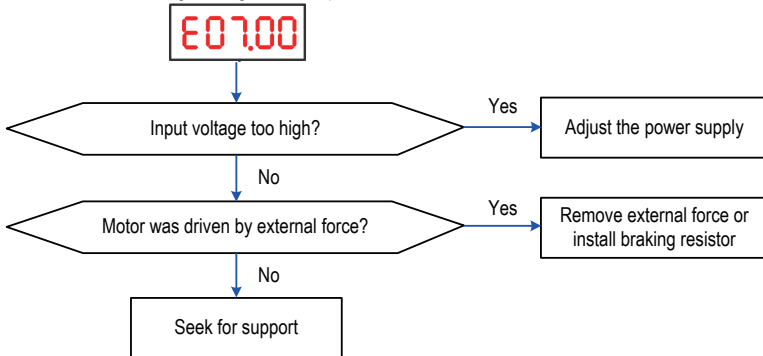 E07.00
Input voltage too high?
Yes
Adjust the power supply
No
Motor was driven by external force?
Yes
Remove external force or
install braking resistor
No
Seek for support